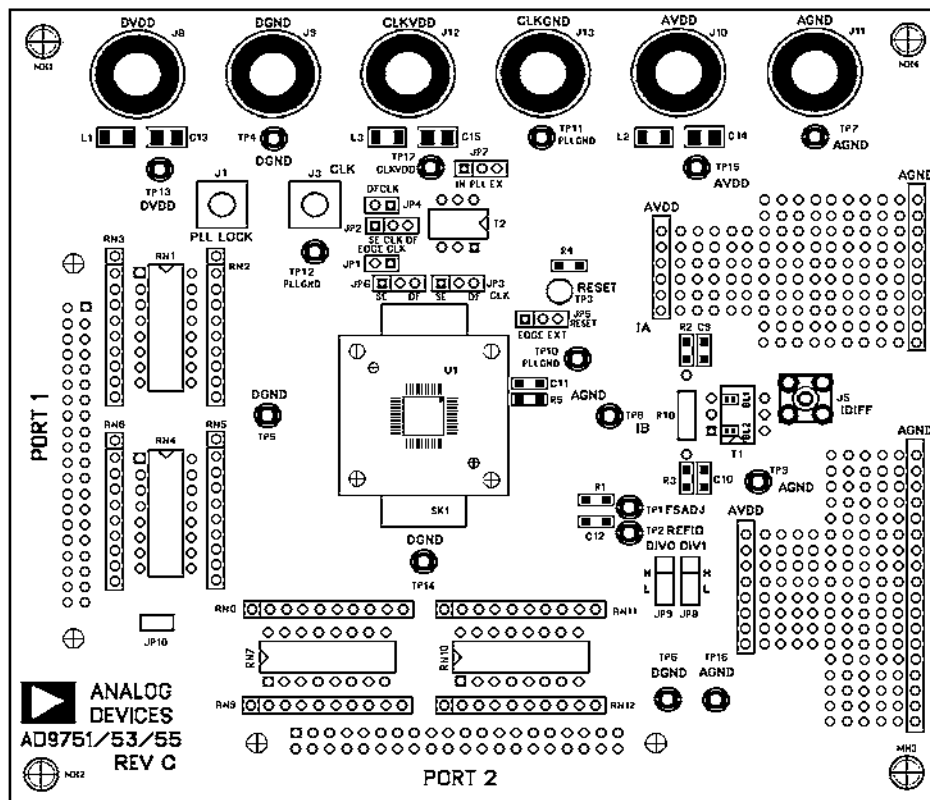 DVDD
J8
DGND
J9
CLKVDD
J12
CLKGND
J13
AVDD
J10
AGND
J11
L1
C13
TP4
DGND
L3
C15
TP11
PLLGND
L2
C14
TP7
AGND
TP13
DVDD
TP17
CLKVDD
JP7
IN PLL EX
TP15
AVDD
J1
PLL LOCK
J3
CLK
DFCLK
JP4
JP2
SE CLK DF
EDGE CLK
JP1
T2
AVDD
AGND
TP12
PLLGND
JP6
SE DF
SE DF
JP3
CLK
R4
RESET
TP3
JP5
RESET
EDGE EXT
RN3
RN1
RN2
TP10
PLLGND
IA
R2
C9
U1
C11
R5
AGND
TP8
IB
R10
T1
J5
IDIFF
DGND
TP5
PORT 1
RN6
RN4
RN5
AGND
R3
C10
TP9
AGND
SK1
R1
C12
TP1 FSADJ
TP2 REFIO
DIV0 DIV1
AVDD
DGND
TP14
H
L
H
L
JP9
JP8
JP10
RN7
RN10
RN11
RN9
RN12
TP6
DGND
TP16
AGND
ANALOG
DEVICES
AD9751/53/55
REV C
PORT 2